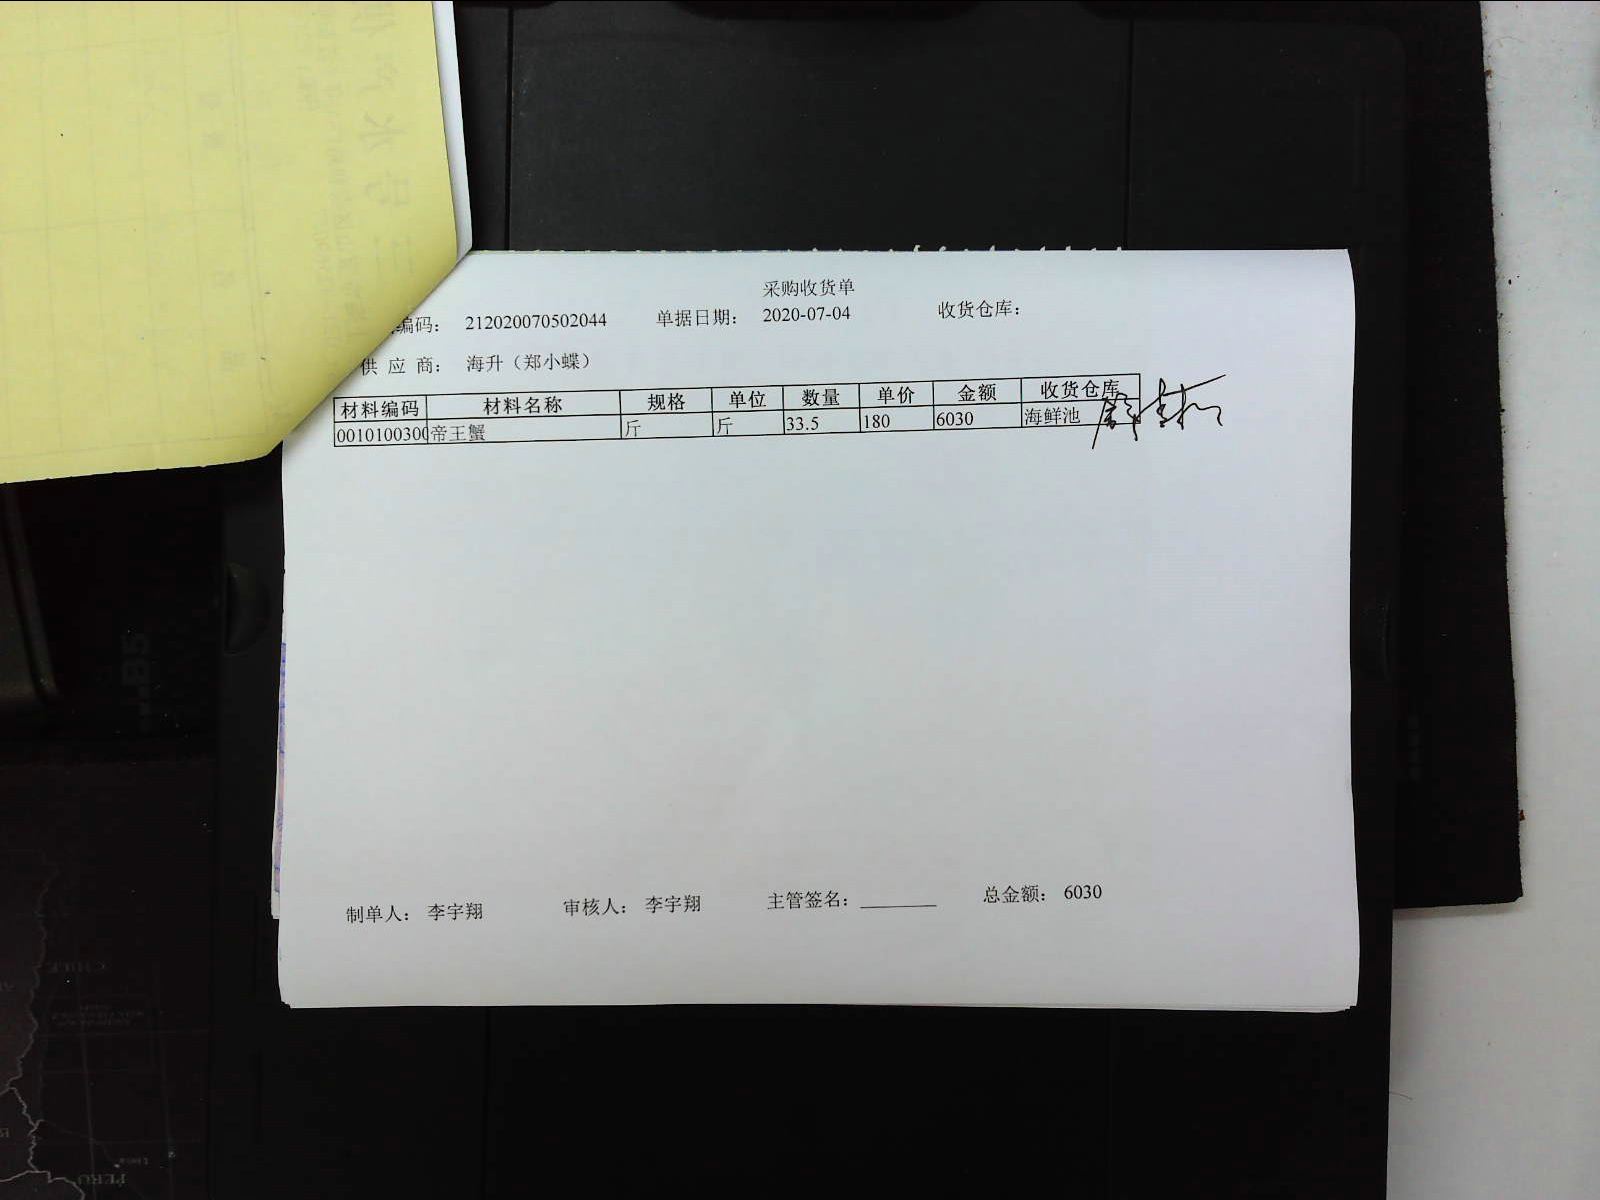 采购收货单
编码： 212020070502044 单据日期： 2020-07-04 收货仓库：
供 应 商： 海升（郑小蝶）
材料编码 材料名称 规格 单位 数量 单价 金额 收货仓库
0010100300 帝王蟹 斤 斤 33.5 180 6030 海鲜池
制单人： 李宇翔 审核人： 李宇翔 主管签名：________ 总金额： 6030